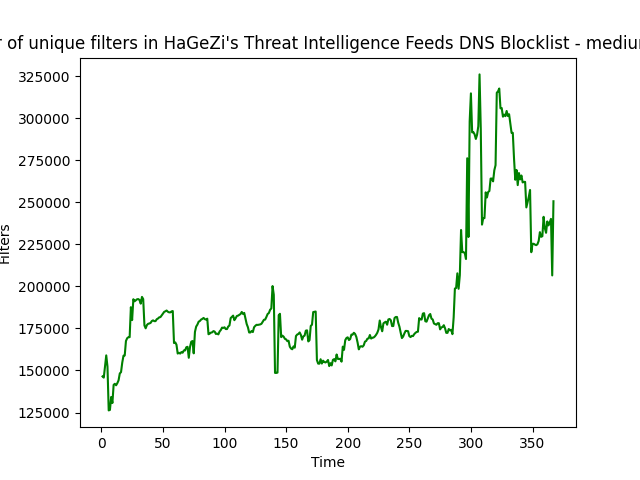 of unique filters in HaGeZi's Threat Intelligence Feeds DNS Blocklist -
325000
300000
275000
250000
225000
200000
175000
150000
125000
Filters
0 50 100 150 200 250 300 350
Time